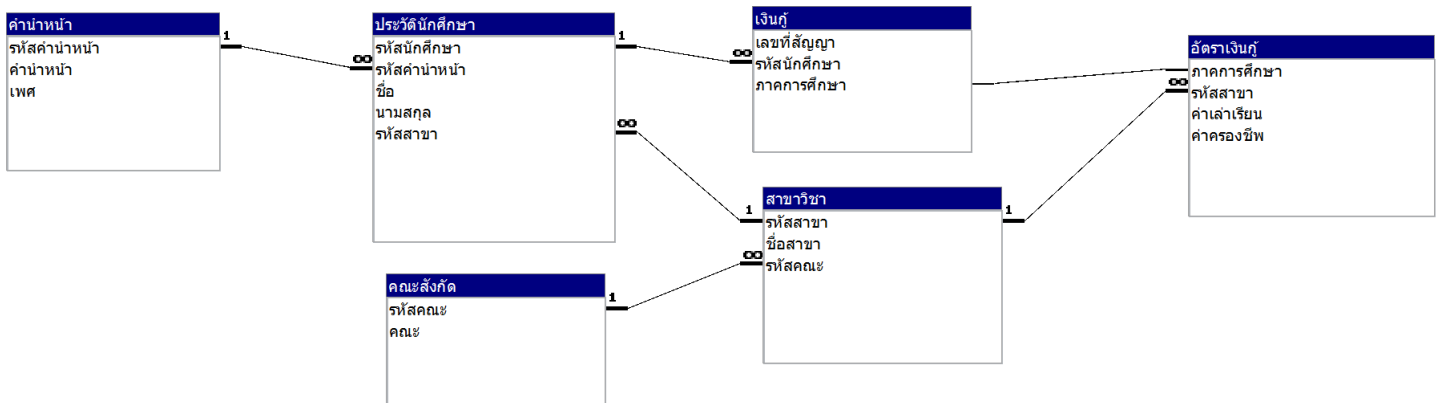 คำนำหน้า
รหัสคำนำหน้า
คำนำหน้า
เพศ
1
∞
ประวัตินักศึกษา
รหัสนักศึกษา
รหัสคำนำหน้า
ชื่อ
นามสกุล
รหัสสาขา
1
∞
∞
เงินกู้
เลขที่สัญญา
รหัสนักศึกษา
ภาคการศึกษา
อัตราเงินกู้
ภาคการศึกษา
รหัสสาขา
ค่าเล่าเรียน
ค่าครองชีพ
∞
1
สาขาวิชา
รหัสสาขา
ชื่อสาขา
รหัสคณะ
1
∞
คณะสังกัด
รหัสคณะ
คณะ
1